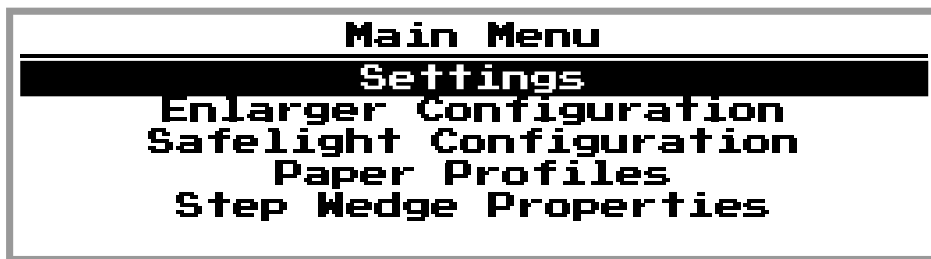 Main Menu
Settings
Enlarger Configuration
Safelight Configuration
Paper Profiles
Step Wedge Properties